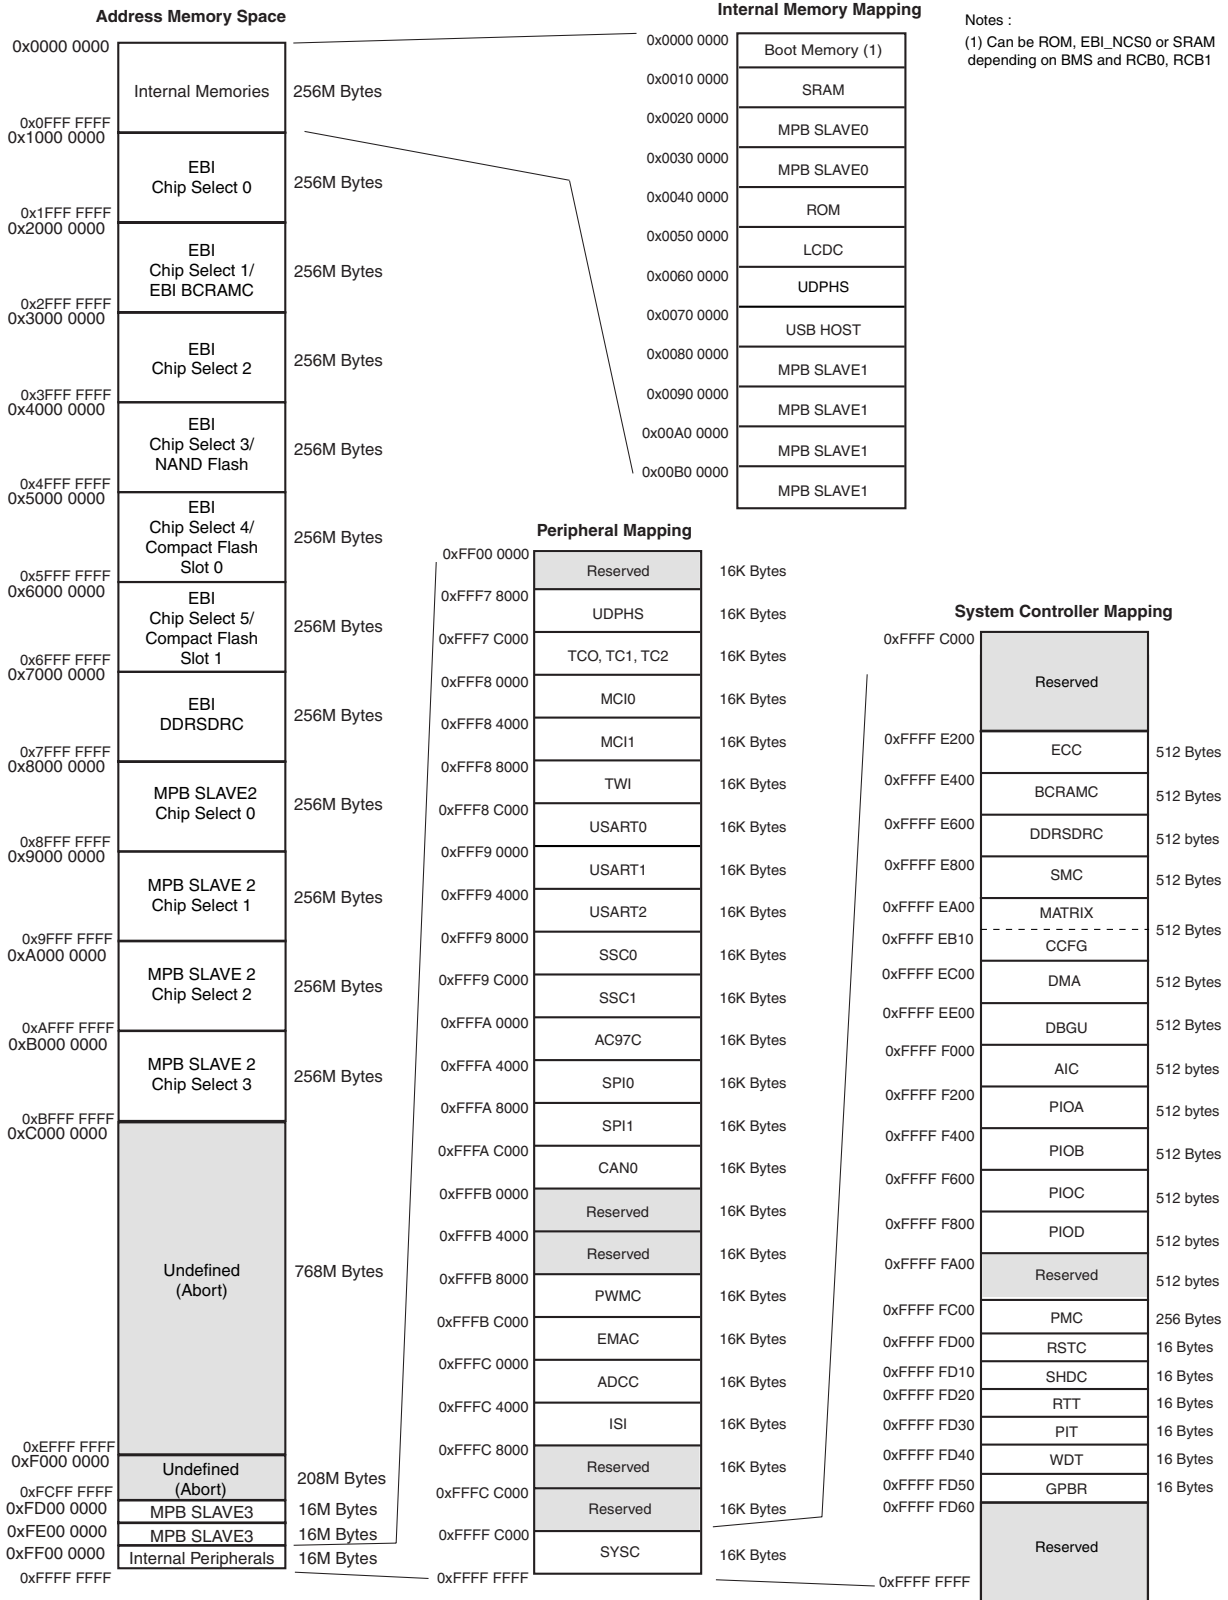 Address Memory Space
0x0000 0000
Internal Memories
256M Bytes
0x0FFF FFFF
0x1000 0000
EBI
Chip Select 0
256M Bytes
0x1FFF FFFF
0x2000 0000
EBI
Chip Select 1/
EBI BCRAMC
256M Bytes
0x2FFF FFFF
0x3000 0000
EBI
Chip Select 2
256M Bytes
0x3FFF FFFF
0x4000 0000
EBI
Chip Select 3/
NAND Flash
256M Bytes
0x4FFF FFFF
0x5000 0000
EBI
Chip Select 4/
Compact Flash
Slot 0
256M Bytes
0x5FFF FFFF
0x6000 0000
EBI
Chip Select 5/
Compact Flash
Slot 1
256M Bytes
0x6FFF FFFF
0x7000 0000
EBI
DDRSDRC
256M Bytes
0x7FFF FFFF
0x8000 0000
MPB SLAVE2
Chip Select 0
256M Bytes
0x8FFF FFFF
0x9000 0000
MPB SLAVE 2
Chip Select 1
256M Bytes
0x9FFF FFFF
0xA000 0000
MPB SLAVE 2
Chip Select 2
256M Bytes
0xAFFF FFFF
0xB000 0000
MPB SLAVE 2
Chip Select 3
256M Bytes
0xBFFF FFFF
0xC000 0000
Undefined
(Abort)
768M Bytes
0xEFFF FFFF
0xF000 0000
Undefined
(Abort)
208M Bytes
0xFCFF FFFF
0xFD00 0000
MPB SLAVE3
16M Bytes
0xFE00 0000
MPB SLAVE3
16M Bytes
0xFF00 0000
Internal Peripherals
16M Bytes
0xFFFF FFFF
Internal Memory Mapping
0x0000 0000
Boot Memory (1)
0x0010 0000
SRAM
0x0020 0000
MPB SLAVE0
0x0030 0000
MPB SLAVE0
0x0040 0000
ROM
0x0050 0000
LCDC
0x0060 0000
UDPHS
0x0070 0000
USB HOST
0x0080 0000
MPB SLAVE1
0x0090 0000
MPB SLAVE1
0x00A0 0000
MPB SLAVE1
0x00B0 0000
MPB SLAVE1
Notes :
(1) Can be ROM, EBI_NCS0 or SRAM
depending on BMS and RCB0, RCB1
Peripheral Mapping
0xFF00 0000
Reserved
16K Bytes
0xFFF7 8000
UDPHS
16K Bytes
0xFFF7 C000
TCO, TC1, TC2
16K Bytes
0xFFF8 0000
MCI0
16K Bytes
0xFFF8 4000
MCI1
16K Bytes
0xFFF8 8000
TWI
16K Bytes
0xFFF8 C000
USART0
16K Bytes
0xFFF9 0000
USART1
16K Bytes
0xFFF9 4000
USART2
16K Bytes
0xFFF9 8000
SSC0
16K Bytes
0xFFF9 C000
SSC1
16K Bytes
0xFFFA 0000
AC97C
16K Bytes
0xFFFA 4000
SPI0
16K Bytes
0xFFFA 8000
SPI1
16K Bytes
0xFFFA C000
CAN0
16K Bytes
0xFFFB 0000
Reserved
16K Bytes
0xFFFB 4000
Reserved
16K Bytes
0xFFFB 8000
PWMC
16K Bytes
0xFFFB C000
EMAC
16K Bytes
0xFFFC 0000
ADCC
16K Bytes
0xFFFC 4000
ISI
16K Bytes
0xFFFC 8000
Reserved
16K Bytes
0xFFFC C000
Reserved
16K Bytes
0xFFFF C000
SYSC
16K Bytes
0xFFFF FFFF
System Controller Mapping
0xFFFF C000
Reserved
0xFFFF E200
ECC
512 Bytes
0xFFFF E400
BCRAMC
512 Bytes
0xFFFF E600
DDRSDRC
512 bytes
0xFFFF E800
SMC
512 Bytes
0xFFFF EA00
MATRIX
512 Bytes
0xFFFF EB10
CCFG
0xFFFF EC00
DMA
512 Bytes
0xFFFF EE00
DBGU
512 Bytes
0xFFFF F000
AIC
512 bytes
0xFFFF F200
PIOA
512 bytes
0xFFFF F400
PIOB
512 Bytes
0xFFFF F600
PIOC
512 bytes
0xFFFF F800
PIOD
512 bytes
0xFFFF FA00
Reserved
512 bytes
0xFFFF FC00
PMC
256 Bytes
0xFFFF FD00
RSTC
16 Bytes
0xFFFF FD10
SHDC
16 Bytes
0xFFFF FD20
RTT
16 Bytes
0xFFFF FD30
PIT
16 Bytes
0xFFFF FD40
WDT
16 Bytes
0xFFFF FD50
GPBR
16 Bytes
0xFFFF FD60
Reserved
0xFFFF FFFF